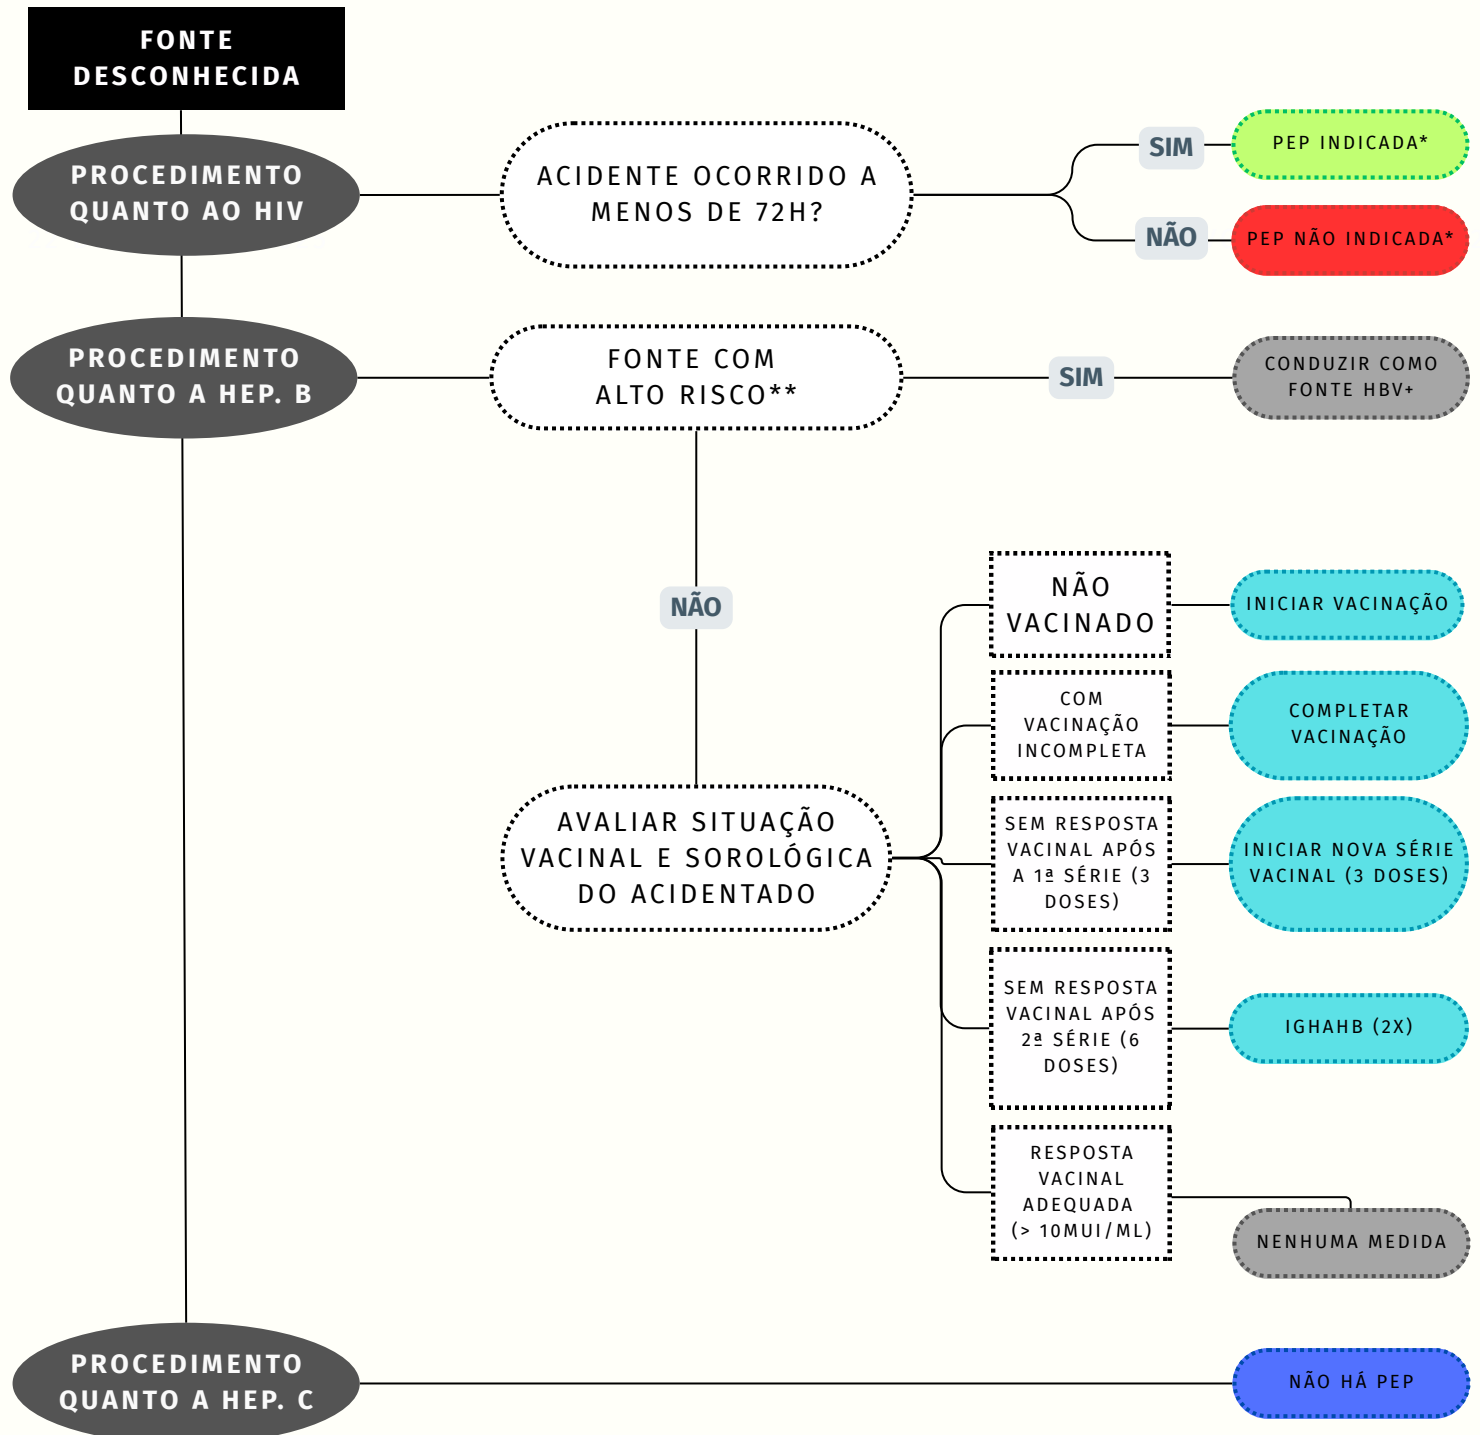 FONTE
DESCONHECIDA
PROCEDIMENTO
QUANTO AO HIV
ACIDENTE OCORRIDO A
MENOS DE 72H?
SIM
PEP INDICADA*
NÃO
PEP NÃO INDICADA*
PROCEDIMENTO
QUANTO A HEP. B
FONTE COM
ALTO RISCO**
SIM
CONDUZIR COMO
FONTE HBV+
NÃO
AVALIAR SITUAÇÃO
VACINAL E SOROLÓGICA
DO ACIDENTADO
NÃO
VACINADO
INICIAR VACINAÇÃO
COM
VACINAÇÃO
INCOMPLETA
COMPLETAR
VACINAÇÃO
SEM RESPOSTA
VACINAL APÓS
A 1ª SÉRIE (3
DOSES)
INICIAR NOVA SÉRIE
VACINAL (3 DOSES)
SEM RESPOSTA
VACINAL APÓS
2ª SÉRIE (6
DOSES)
IGHAHB (2X)
RESPOSTA
VACINAL
ADEQUADA
(> 10MUI/ML)
NENHUMA MEDIDA
PROCEDIMENTO
QUANTO A HEP. C
NÃO HÁ PEP